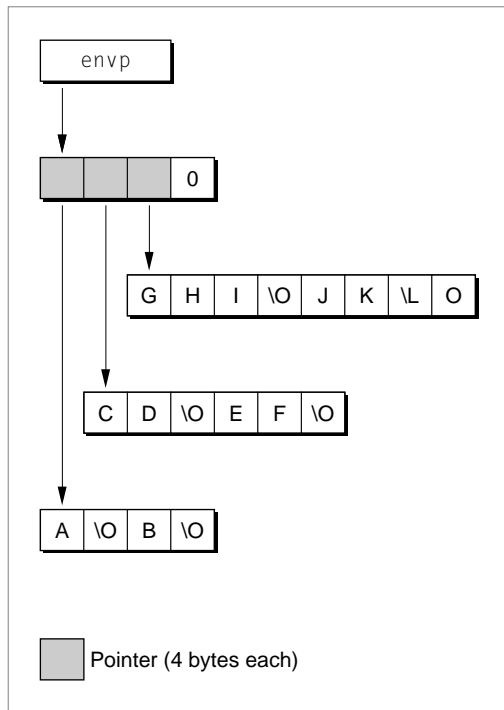 envp
0
G H I \O J K \L O
C D \O E F \O
A \O B \O
Pointer (4 bytes each)